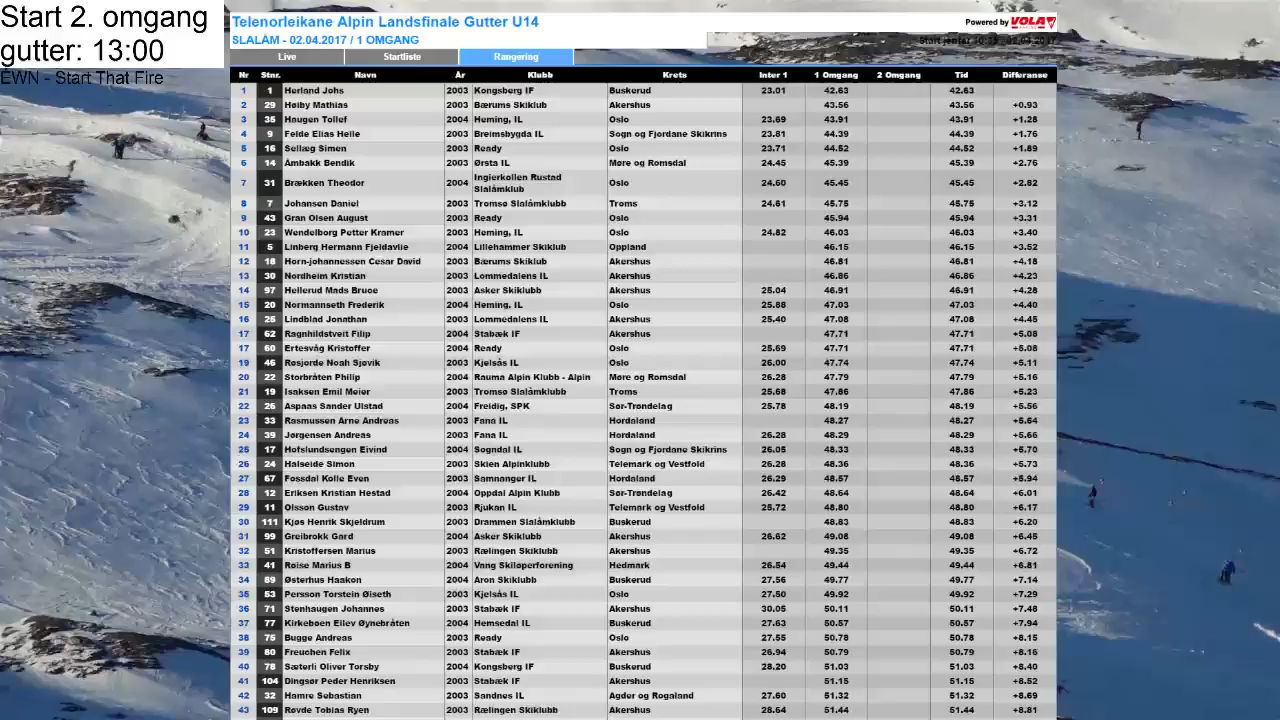 Start 2. omgang
gutter: 13:00
EWN - Start That Fire
Telenorleikane Alpin Landsfinale Gutter U14
Powered by VOLA
SLALÅM - 02.04.2017 / 1 OMGANG
Live Startliste Rangering
Nr Stnr. Navn År Klubb Krets Inter 1 1 Omgang 2 Omgang Tid Differanse
1 1 Herland Johs 2003 Kongsberg IF Buskerud 23.01 42.63 42.63
2 29 Høiby Mathias 2003 Bærums Skiklub Akershus 43.56 43.56 +0.93
3 35 Haugen Tollef 2004 Heming, IL Oslo 23.69 43.91 43.91 +1.28
4 9 Felde Elias Helle 2003 Breimsbygda IL Sogn og Fjordane Skikrins 23.81 44.39 44.39 +1.76
5 16 Sellæg Simen 2003 Ready Oslo 23.71 44.52 44.52 +1.89
6 14 Åmbakk Bendik 2003 Ørsta IL Møre og Romsdal 24.45 45.39 45.39 +2.76
7 31 Brækken Theodor 2004 Ingierkollen Rustad Slalåmklub Oslo 24.60 45.45 45.45 +2.82
8 7 Johansen Daniel 2003 Tromsø Slalåmklubb Troms 24.61 45.75 45.75 +3.12
9 43 Gran Olsen August 2003 Ready Oslo 45.94 45.94 +3.31
10 23 Wendelborg Petter Kramer 2003 Heming, IL Oslo 24.82 46.03 46.03 +3.40
11 5 Linberg Hermann Fjeldavlie 2004 Lillehammer Skiklub Oppland 46.15 46.15 +3.52
12 18 Horn-johannessen Cesar David 2003 Bærums Skiklub Akershus 46.81 46.81 +4.18
13 30 Nordheim Kristian 2003 Lommedalens IL Akershus 46.86 46.86 +4.23
14 97 Hellerud Mads Bruce 2003 Asker Skiklubb Akershus 25.04 46.91 46.91 +4.28
15 20 Normannseth Frederik 2004 Heming, IL Oslo 25.88 47.03 47.03 +4.40
16 25 Lindblad Jonathan 2003 Lommedalens IL Akershus 25.40 47.08 47.08 +4.45
17 62 Ragnhildstveit Filip 2004 Stabæk IF Akershus 47.71 47.71 +5.08
17 60 Ertesvåg Kristoffer 2004 Ready Oslo 25.69 47.71 47.71 +5.08
19 46 Røsjorde Noah Sjøvik 2003 Kjelsås IL Oslo 26.00 47.74 47.74 +5.11
20 22 Storbråten Philip 2004 Rauma Alpin Klubb - Alpin Møre og Romsdal 26.28 47.79 47.79 +5.16
21 19 Isaksen Emil Meier 2003 Tromsø Slalåmklubb Troms 25.68 47.86 47.86 +5.23
22 26 Aspaas Sander Ulstad 2004 Freidig, SPK Sør-Trøndelag 25.78 48.19 48.19 +5.56
23 33 Rasmussen Arne Andreas 2003 Fana IL Hordaland 48.27 48.27 +5.64
24 39 Jørgensen Andreas 2003 Fana IL Hordaland 26.28 48.29 48.29 +5.66
25 17 Hofslundsengen Eivind 2004 Sogndal IL Sogn og Fjordane Skikrins 26.05 48.33 48.33 +5.70
26 24 Halseide Simon 2003 Skien Alpinklubb Telemark og Vestfold 26.28 48.36 48.36 +5.73
27 67 Fossdal Kolle Even 2003 Samnanger IL Hordaland 26.29 48.57 48.57 +5.94
28 12 Eriksen Kristian Hestad 2004 Oppdal Alpin Klubb Sør-Trøndelag 26.42 48.64 48.64 +6.01
29 11 Olsson Gustav 2003 Rjukan IL Telemark og Vestfold 25.72 48.80 48.80 +6.17
30 111 Kjøs Henrik Skjeldrum 2003 Drammen Slalåmklubb Buskerud 48.83 48.83 +6.20
31 99 Greibrokk Gard 2004 Asker Skiklubb Akershus 26.62 49.08 49.08 +6.45
32 51 Kristoffersen Marius 2003 Rælingen Skiklubb Akershus 49.35 49.35 +6.72
33 41 Røise Marius B 2004 Vang Skiløperforening Hedmark 26.54 49.44 49.44 +6.81
34 89 Østerhus Haakon 2004 Aron Skiklubb Buskerud 27.56 49.77 49.77 +7.14
35 53 Persson Torstein Øiseth 2003 Kjelsås IL Oslo 27.50 49.92 49.92 +7.29
36 71 Stenhaugen Johannes 2003 Stabæk IF Akershus 30.05 50.11 50.11 +7.48
37 77 Kirkebøen Eilev Øynebråten 2004 Hemsedal IL Buskerud 27.63 50.57 50.57 +7.94
38 75 Bugge Andreas 2003 Ready Oslo 27.55 50.78 50.78 +8.15
39 80 Freuchen Felix 2003 Stabæk IF Akershus 26.94 50.79 50.79 +8.16
40 78 Sæterli Oliver Torsby 2004 Kongsberg IF Buskerud 28.20 51.03 51.03 +8.40
41 104 Dingsør Peder Henriksen 2003 Stabæk IF Akershus 51.15 51.15 +8.52
42 32 Hamre Sebastian 2003 Sandnes IL Agder og Rogaland 27.60 51.32 51.32 +8.69
43 109 Røvde Tobias Ryen 2003 Rælingen Skiklubb Akershus 28.64 51.44 51.44 +8.81